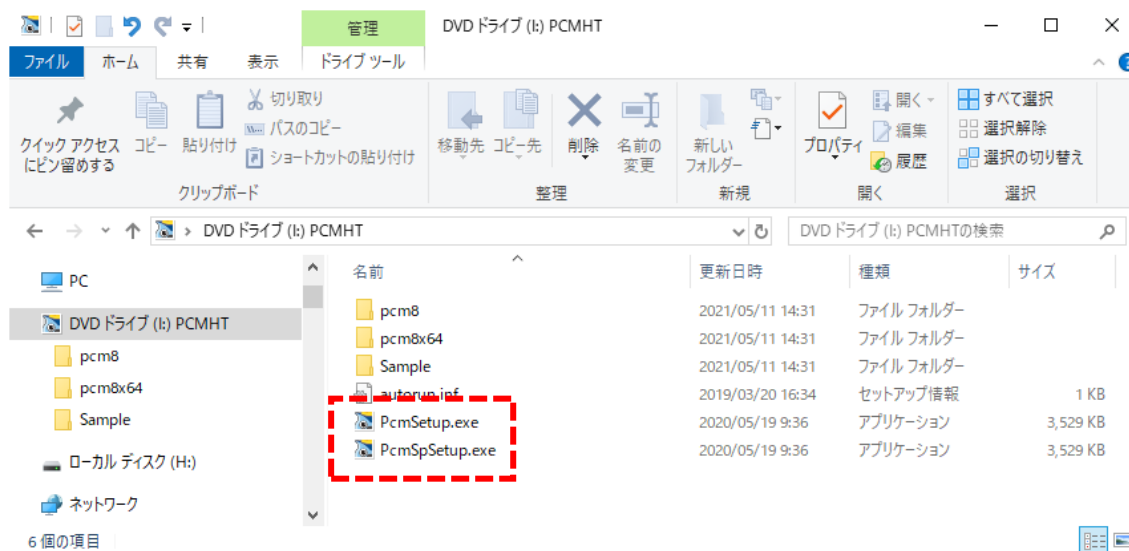 管理
DVD ドライブ (I:) PCMHT
ファイル
ホーム
共有
表示
ドライブ ツール
クイック アクセス
にピン留めする
コピー
貼り付け
切り取り
パスのコピー
ショートカットの貼り付け
クリップボード
移動先
コピー先
削除
名前の
変更
整理
新しい
フォルダー
新規
プロパティ
開く
編集
履歴
開く
すべて選択
選択解除
選択の切り替え
選択
DVD ドライブ (I:) PCMHT
DVD ドライブ (I:) PCMHTの検索
PC
DVD ドライブ (I:) PCMHT
pcm8
pcm8x64
Sample
ローカル ディスク (H:)
ネットワーク
名前 更新日時 種類 サイズ
pcm8 2021/05/11 14:31 ファイル フォルダー
pcm8x64 2021/05/11 14:31 ファイル フォルダー
Sample 2021/05/11 14:31 ファイル フォルダー
autorun.inf 2019/03/20 16:34 セットアップ情報 1 KB
PcmSetup.exe 2020/05/19 9:36 アプリケーション 3,529 KB
PcmSpSetup.exe 2020/05/19 9:36 アプリケーション 3,529 KB
6 個の項目